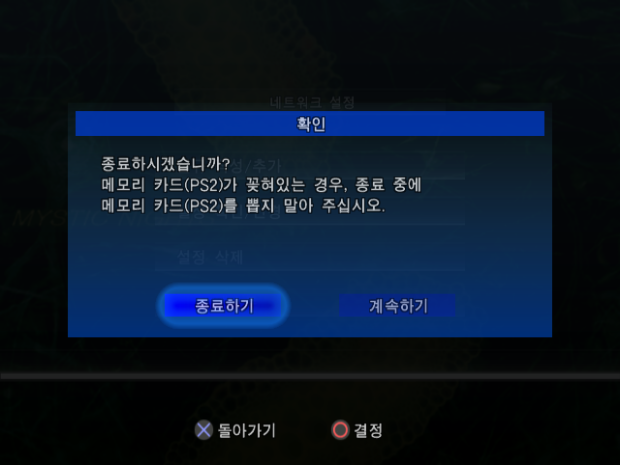 네트워크 설정
확인
종료하시겠습니까?
메모리 카드(PS2)가 꽂혀있는 경우, 종료 중에
메모리 카드(PS2)를 뽑지 말아 주십시오.
설정 삭제
종료하기 계속하기
돌아가기 결정